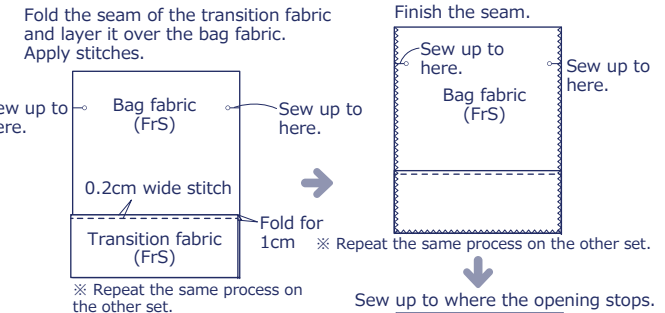 Fold the seam of the transition fabric
and layer it over the bag fabric.
Apply stitches.
Bag fabric
(FrS)
up to
Sew up to
here.
0.2cm wide stitch
Transition fabric
(FrS)
Fold for
1cm
※ Repeat the same process on
the other set.
Finish the seam.
Sew up to
here.
Sew up to
here.
Bag fabric
(FrS)
※ Repeat the same process on the other set.
Sew up to where the opening stops.